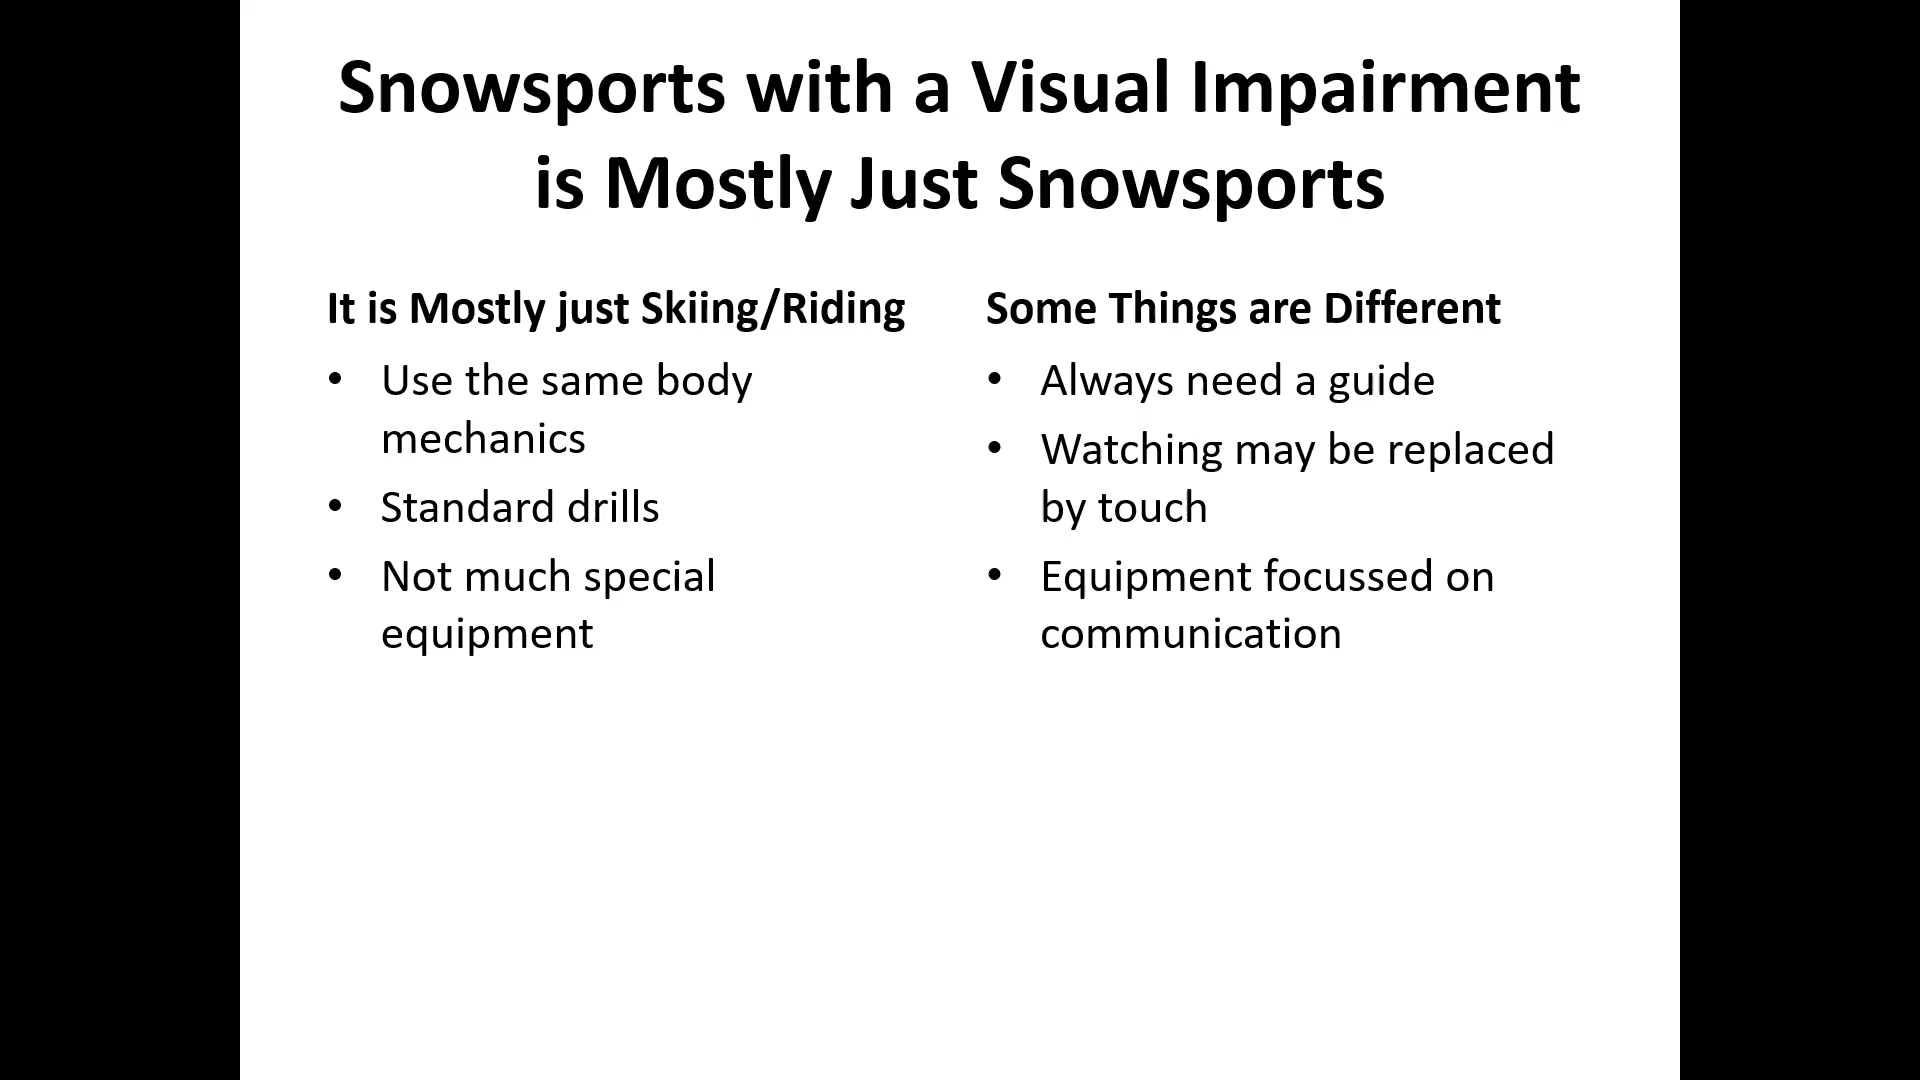 Snowsports with a Visual Impairment
is Mostly Just Snowsports
It is Mostly just Skiing/Riding
• Use the same body
mechanics
• Standard drills
• Not much special
equipment
Some Things are Different
• Always need a guide
• Watching may be replaced
by touch
• Equipment focussed on
communication